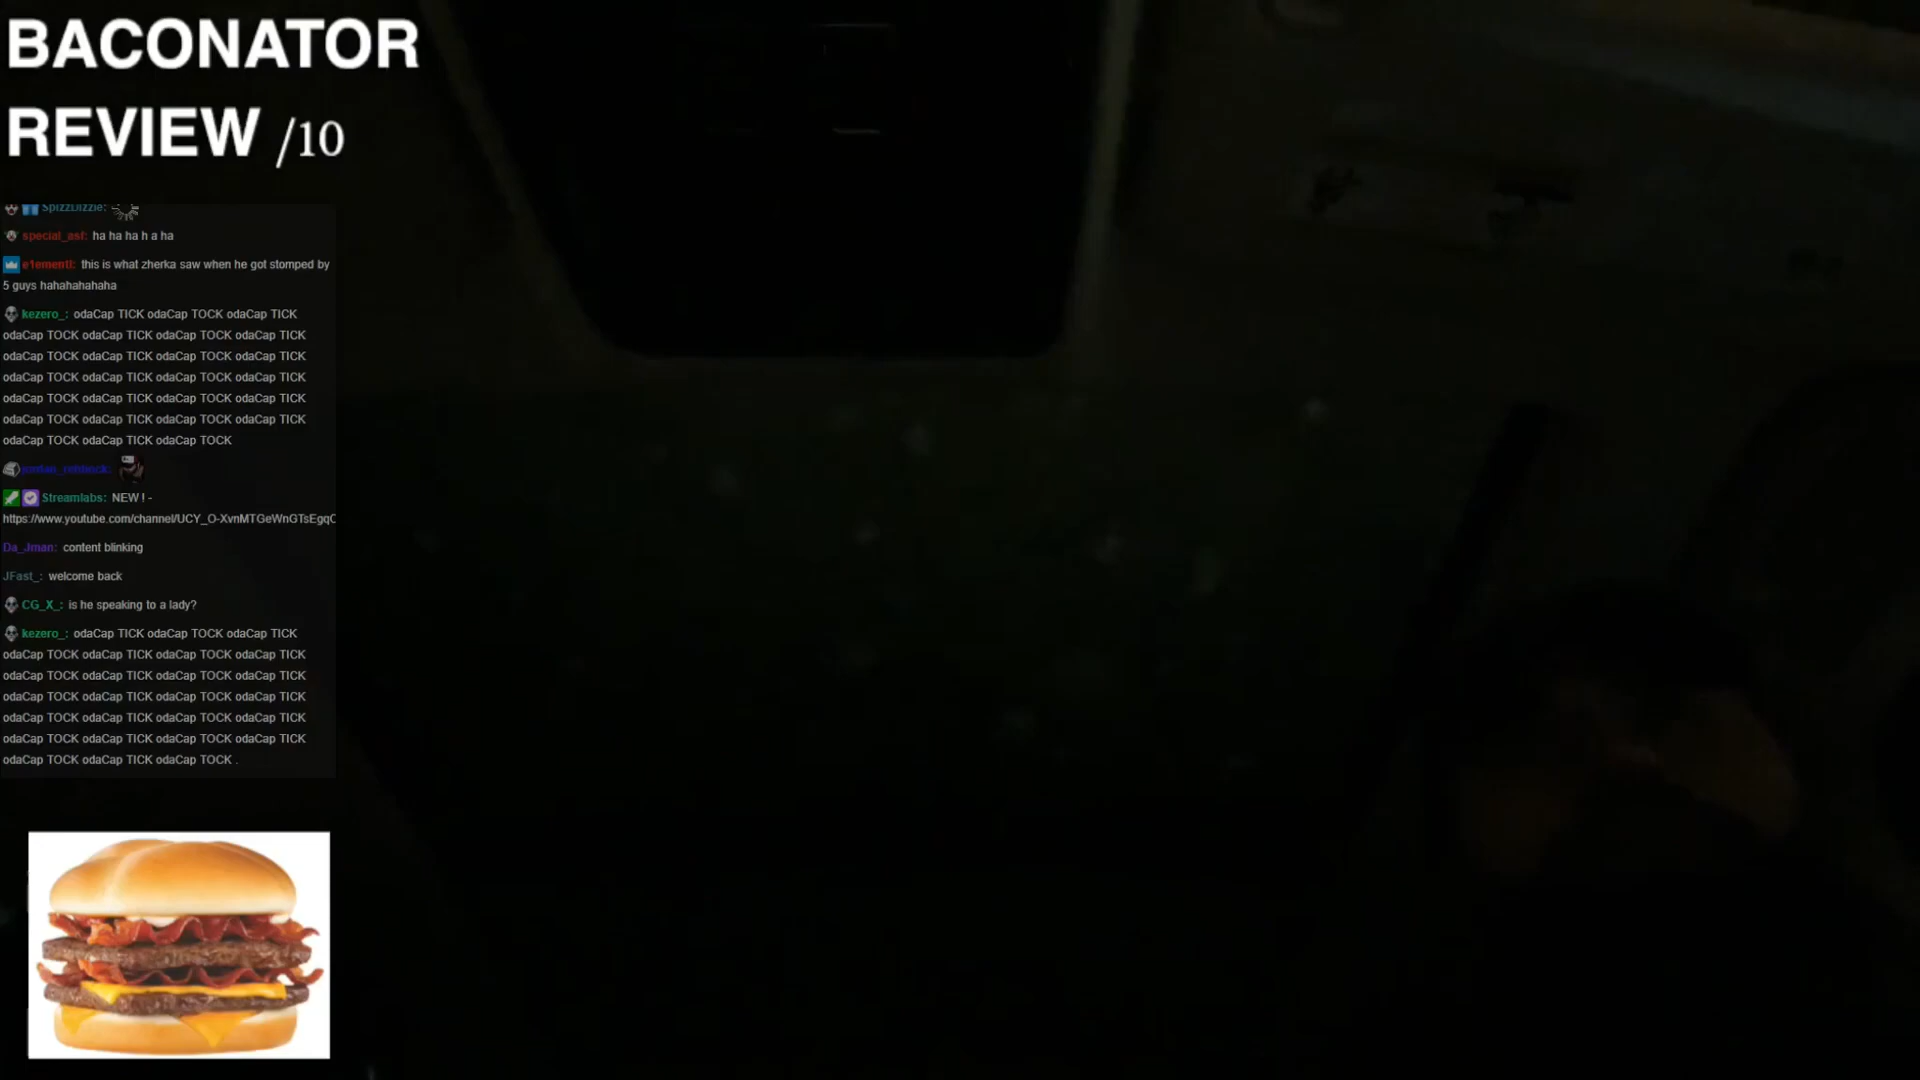 BACONATOR
REVIEW /10
SpizzLizzie:
special_asf: ha ha ha h a ha
e1ementl: this is what zherka saw when he got stomped by
5 guys hahahahahaha
kezero_: odaCap TICK odaCap TOCK odaCap TICK
odaCap TOCK odaCap TICK odaCap TOCK odaCap TICK
odaCap TOCK odaCap TICK odaCap TOCK odaCap TICK
odaCap TOCK odaCap TICK odaCap TOCK odaCap TICK
odaCap TOCK odaCap TICK odaCap TOCK odaCap TICK
odaCap TOCK odaCap TICK odaCap TOCK odaCap TICK
odaCap TOCK odaCap TICK odaCap TOCK
Streamlabs: NEW ! -
https://www.youtube.com/channel/UCY_O-XvnMTGeWnGTsEgqC
Da_Jman: content blinking
JFast_: welcome back
CG_X_: is he speaking to a lady?
kezero_: odaCap TICK odaCap TOCK odaCap TICK
odaCap TOCK odaCap TICK odaCap TOCK odaCap TICK
odaCap TOCK odaCap TICK odaCap TOCK odaCap TICK
odaCap TOCK odaCap TICK odaCap TOCK odaCap TICK
odaCap TOCK odaCap TICK odaCap TOCK odaCap TICK
odaCap TOCK odaCap TICK odaCap TOCK odaCap TICK
odaCap TOCK odaCap TICK odaCap TOCK .